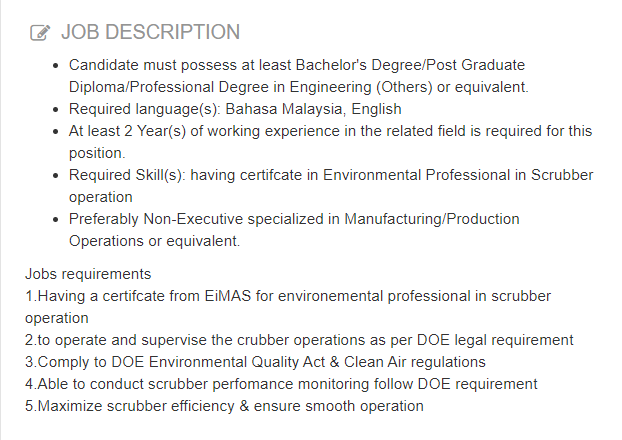 JOB DESCRIPTION
• Candidate must possess at least Bachelor's Degree/Post Graduate
Diploma/Professional Degree in Engineering (Others) or equivalent.
• Required language(s): Bahasa Malaysia, English
• At least 2 Year(s) of working experience in the related field is required for this
position.
• Required Skill(s): having certifcate in Environmental Professional in Scrubber
operation
• Preferably Non-Executive specialized in Manufacturing/Production
Operations or equivalent.
Jobs requirements
1.Having a certifcate from EiMAS for environemental professional in scrubber
operation
2.to operate and supervise the crubber operations as per DOE legal requirement
3.Comply to DOE Environmental Quality Act & Clean Air regulations
4.Able to conduct scrubber perfomance monitoring follow DOE requirement
5.Maximize scrubber efficiency & ensure smooth operation